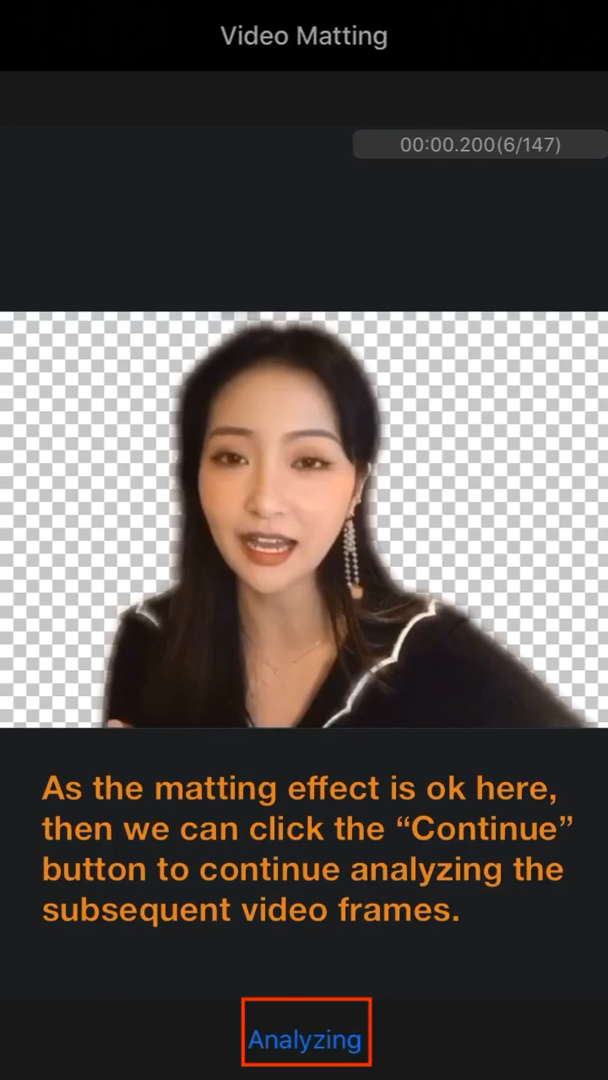 Video Matting
00:00.200(6/147)
As the matting effect is ok here,
then we can click the “Continue”
button to continue analyzing the
subsequent video frames.
Analyzing